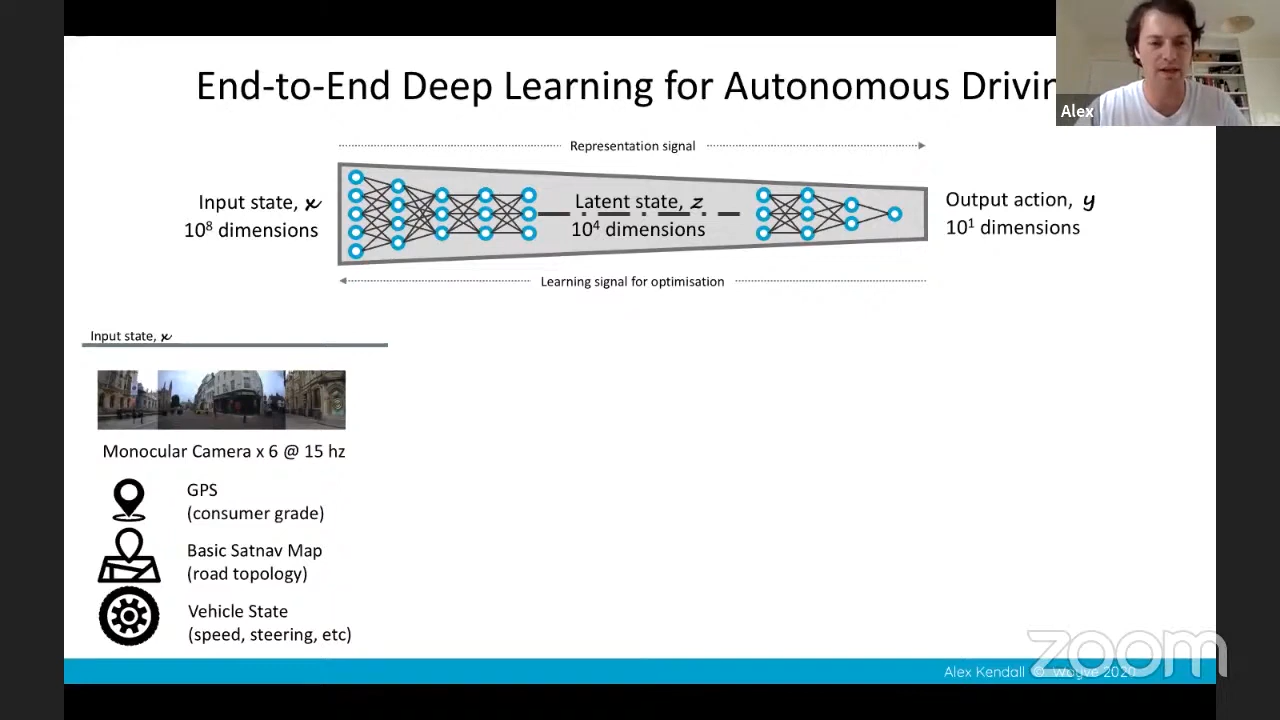 End-to-End Deep Learning for Autonomous Drivin
Alex
Representation signal
Input state, x
10⁸ dimensions
Latent state, z
10⁴ dimensions
Output action, y
10¹ dimensions
Learning signal for optimisation
Input state, x
Monocular Camera x 6 @ 15 hz
GPS
(consumer grade)
Basic Satnav Map
(road topology)
Vehicle State
(speed, steering, etc)
zoom
Alex Kendall © Wayve 2020